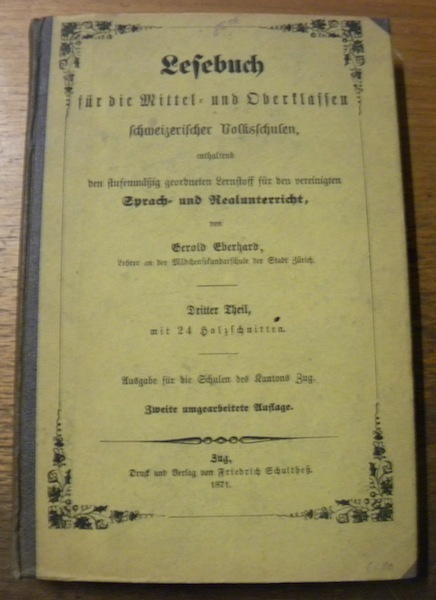 Lesebuch
für die Mittel- und Oberklassen
schweizerischer Volksschulen,
enthaltend
den stufenmäßig geordneten Lernstoff für den vereinigten
Sprach- und Realunterricht,
von
Gerold Eberhard,
Lehrer an der Mädchensekundarschule der Stadt Zürich.
Dritter Theil,
mit 24 Holzschnitten.
Ausgabe für die Schulen des Kantons Zug.
Zweite umgearbeitete Auflage.
Zug,
Druck und Verlag von Friedrich Schultheß.
1871.